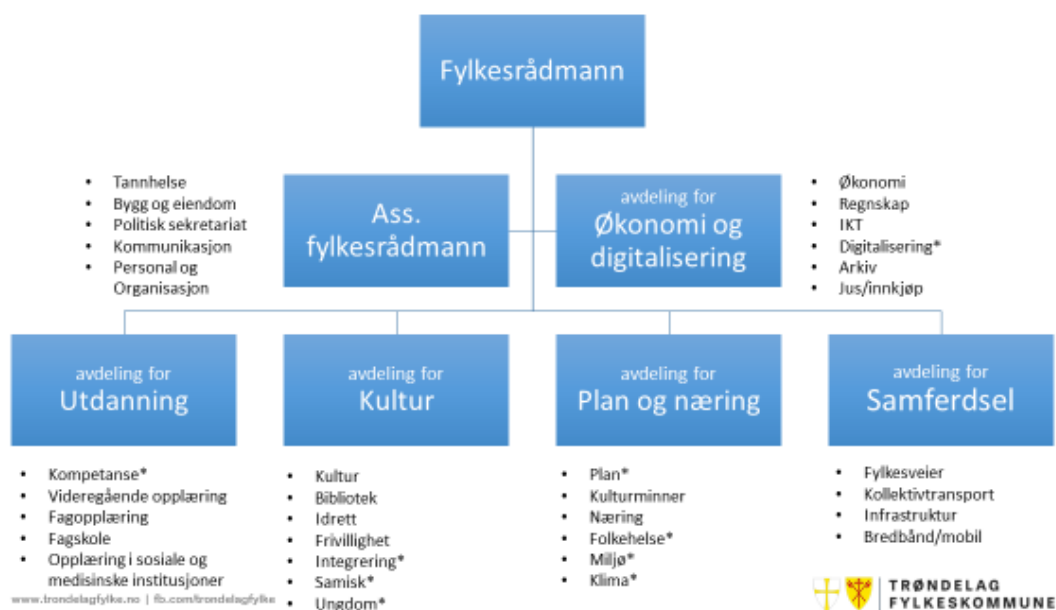 Fylkesrådmann
• Tannhelse
• Bygg og eiendom
• Politisk sekretariat
• Kommunikasjon
• Personal og
Organisasjon
Ass.
fylkesrådmann
avdeling for
Økonomi og
digitalisering
• Økonomi
• Regnskap
• IKT
• Digitalisering*
• Arkiv
• Jus/innkjøp
avdeling for
Utdanning
• Kompetanse*
• Videregående opplæring
• Fagopplæring
• Fagskole
• Opplæring i sosiale og
medisinske institusjoner
avdeling for
Kultur
• Kultur
• Bibliotek
• Idrett
• Frivillighet
• Integrering*
• Samisk*
• Ungdom*
avdeling for
Plan og næring
• Plan*
• Kulturminner
• Næring
• Folkehelse*
• Miljø*
• Klima*
avdeling for
Samferdsel
• Fylkesveier
• Kollektivtransport
• Infrastruktur
• Bredbånd/mobil
www.trondelagfylke.no | fb.com/trondelagfylke
TRØNDELAG
FYLKESKOMMUNE